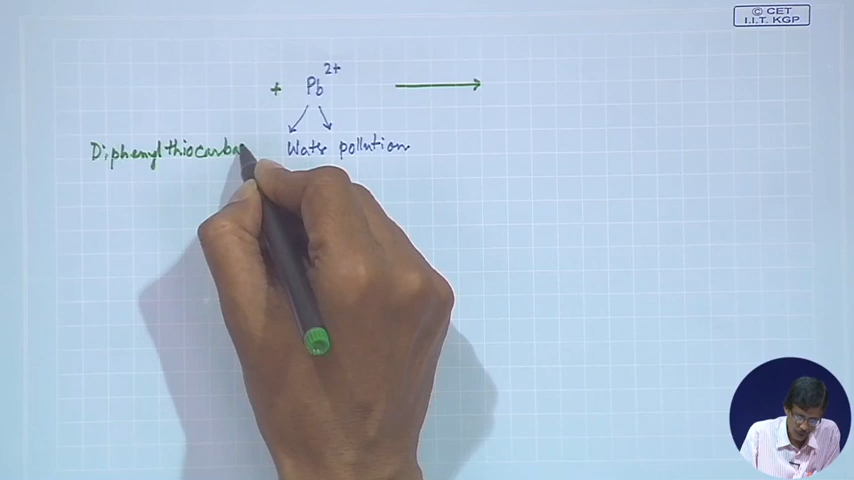 © CET
I.I.T. KGP
+ Pb2+
Diphenylthiocarba Water pollution